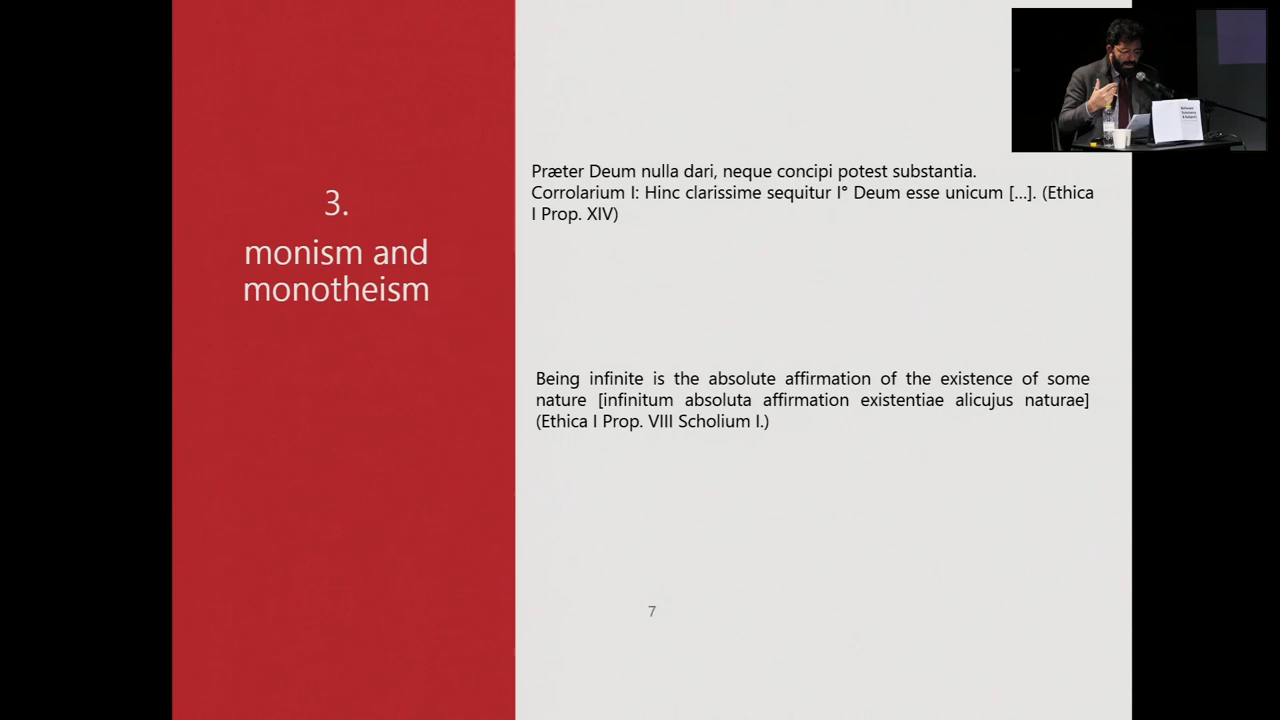 3.
monism and
monotheism
Præter Deum nulla dari, neque concipi potest substantia.
Corrolarium I: Hinc clarissime sequitur I° Deum esse unicum [...]. (Ethica
I Prop. XIV)
Being infinite is the absolute affirmation of the existence of some
nature [infinitum absoluta affirmation existentiae alicujus naturae]
(Ethica I Prop. VIII Scholium I.)
7